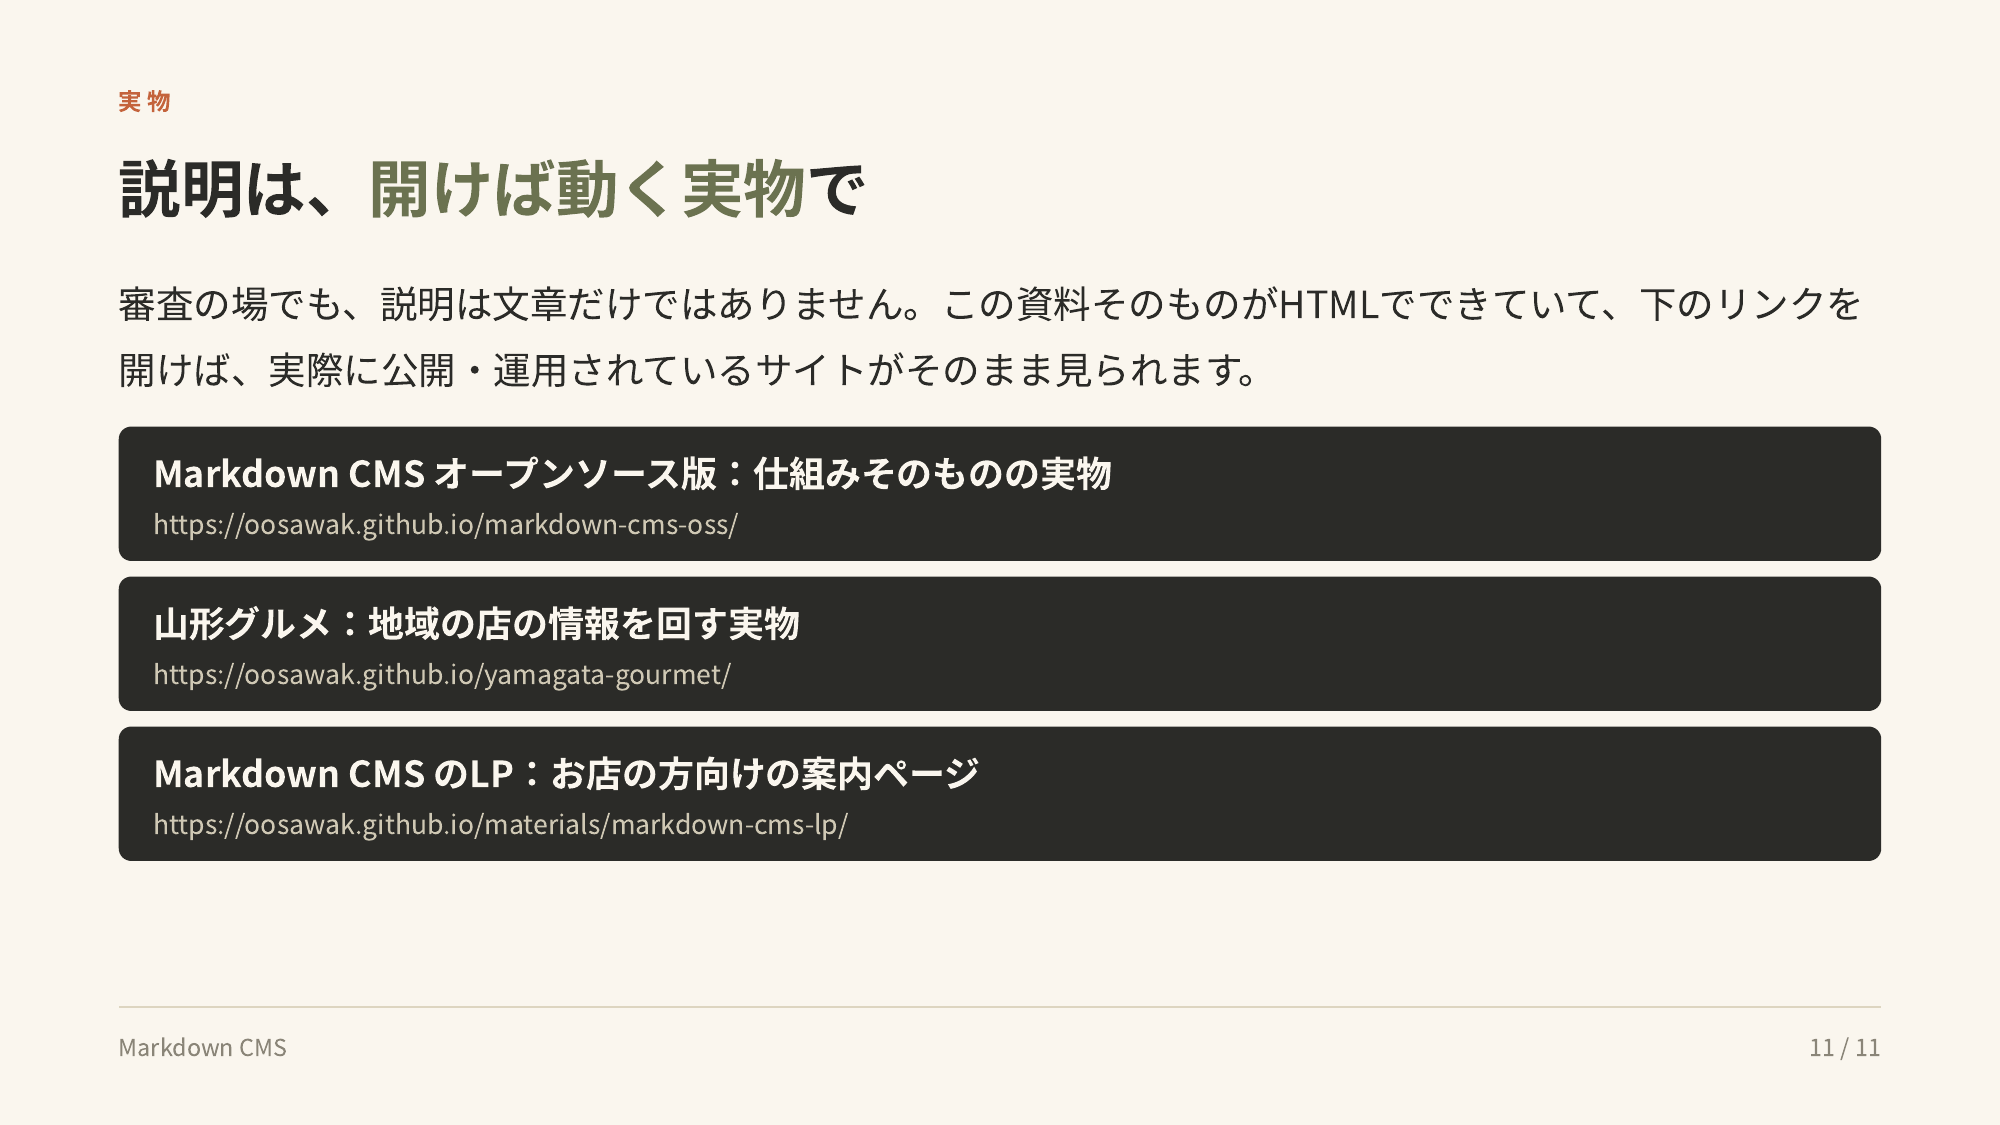 実物
説明は、開けば動く実物で
審査の場でも、説明は文章だけではありません。この資料そのものがHTMLでできていて、下のリンクを
開けば、実際に公開・運用されているサイトがそのまま見られます。
Markdown CMS オープンソース版：仕組みそのものの実物
https://oosawak.github.io/markdown-cms-oss/
山形グルメ：地域の店の情報を回す実物
https://oosawak.github.io/yamagata-gourmet/
Markdown CMS のLP：お店の方向けの案内ページ
https://oosawak.github.io/materials/markdown-cms-lp/
Markdown CMS
11 / 11